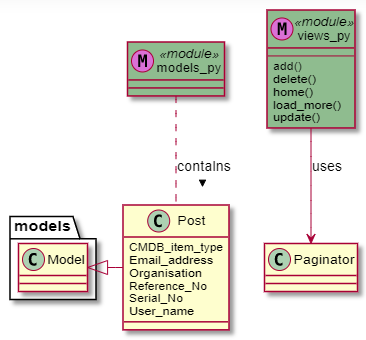 M «module»
views_py
add()
delete()
home()
load_more()
update()
M «module»
models_py
contains
uses
models
C Model
C Post
CMDB_item_type
Email_address
Organisation
Reference_No
Serial_No
User_name
C Paginator